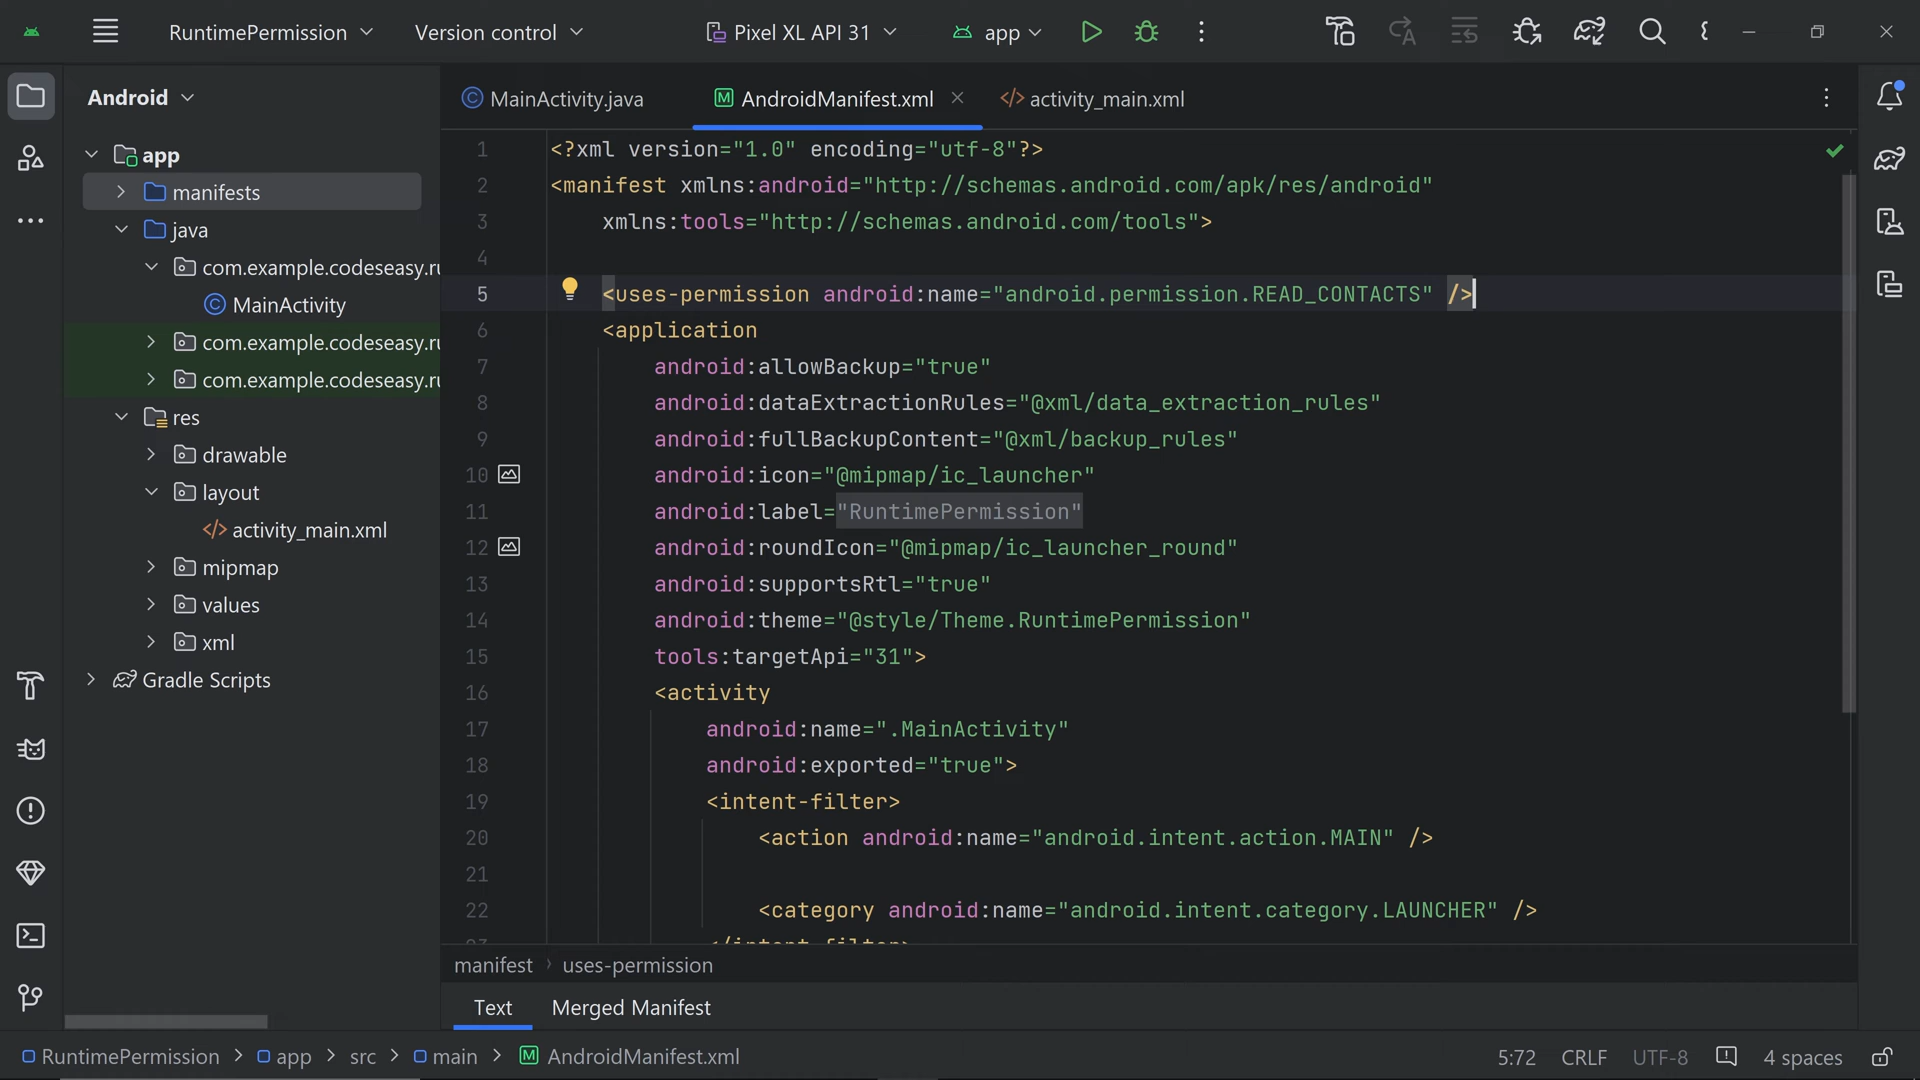 RuntimePermission
Version control
Pixel XL API 31
app
Android
app
manifests
java
com.example.codeseasy.ru
MainActivity
com.example.codeseasy.ru
com.example.codeseasy.ru
res
drawable
layout
activity_main.xml
mipmap
values
xml
Gradle Scripts
MainActivity.java
AndroidManifest.xml
activity_main.xml
1 <?xml version="1.0" encoding="utf-8"?>
2 <manifest xmlns:android="http://schemas.android.com/apk/res/android"
3 xmlns:tools="http://schemas.android.com/tools">
4
5 <uses-permission android:name="android.permission.READ_CONTACTS" />
6 <application
7 android:allowBackup="true"
8 android:dataExtractionRules="@xml/data_extraction_rules"
9 android:fullBackupContent="@xml/backup_rules"
10 android:icon="@mipmap/ic_launcher"
11 android:label="RuntimePermission"
12 android:roundIcon="@mipmap/ic_launcher_round"
13 android:supportsRtl="true"
14 android:theme="@style/Theme.RuntimePermission"
15 tools:targetApi="31">
16 <activity
17 android:name=".MainActivity"
18 android:exported="true">
19 <intent-filter>
20 <action android:name="android.intent.action.MAIN" />
21
22 <category android:name="android.intent.category.LAUNCHER" />
23 </intent-filter>
manifest > uses-permission
Text
Merged Manifest
RuntimePermission > app > src > main > AndroidManifest.xml
5:72
CRLF
UTF-8
4 spaces